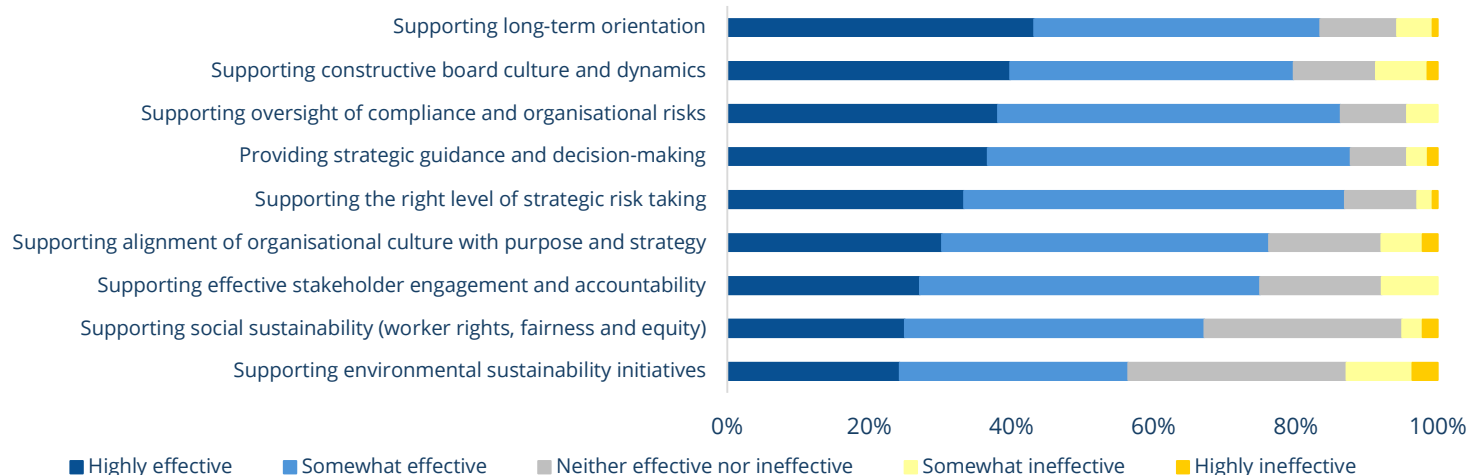 Supporting long-term orientation
Supporting constructive board culture and dynamics
Supporting oversight of compliance and organisational risks
Providing strategic guidance and decision-making
Supporting the right level of strategic risk taking
Supporting alignment of organisational culture with purpose and strategy
Supporting effective stakeholder engagement and accountability
Supporting social sustainability (worker rights, fairness and equity)
Supporting environmental sustainability initiatives
0% 20% 40% 60% 80% 100%
Highly effective Somewhat effective Neither effective nor ineffective Somewhat ineffective Highly ineffective